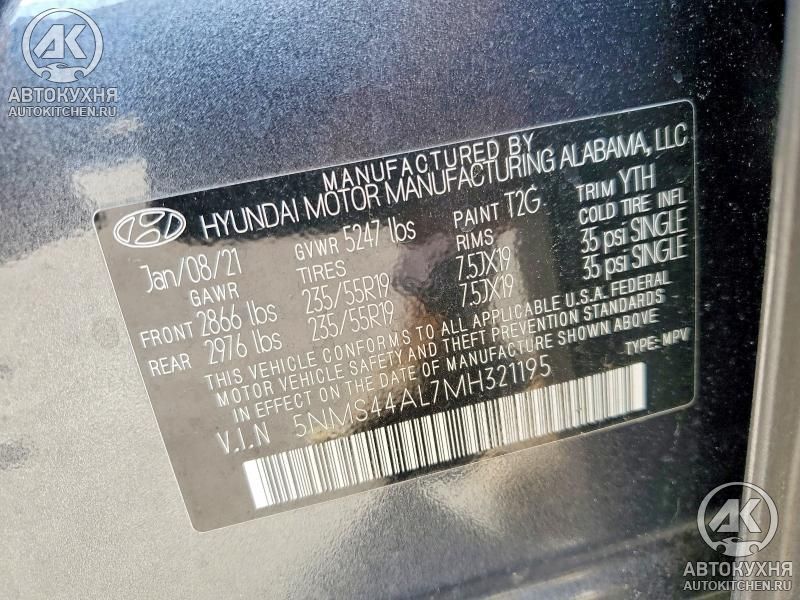 АК
АВТОКУХНЯ
AUTOKITCHEN.RU
MANUFACTURED BY
HYUNDAI MOTOR MANUFACTURING ALABAMA, LLC
Jan/08/21 GVWR 5247 lbs PAINT T2G TRIM YTH
GAWR TIRES RIMS COLD TIRE INFL
FRONT 2866 lbs 235/55R19 7.5JX19 35 psi SINGLE
REAR 2976 lbs 235/55R19 7.5JX19 35 psi SINGLE
THIS VEHICLE CONFORMS TO ALL APPLICABLE U.S.A. FEDERAL
MOTOR VEHICLE SAFETY AND THEFT PREVENTION STANDARDS
IN EFFECT ON THE DATE OF MANUFACTURE SHOWN ABOVE
V.I.N 5NMS44AL7MH321195 TYPE: MPV
АК
АВТОКУХНЯ
AUTOKITCHEN.RU